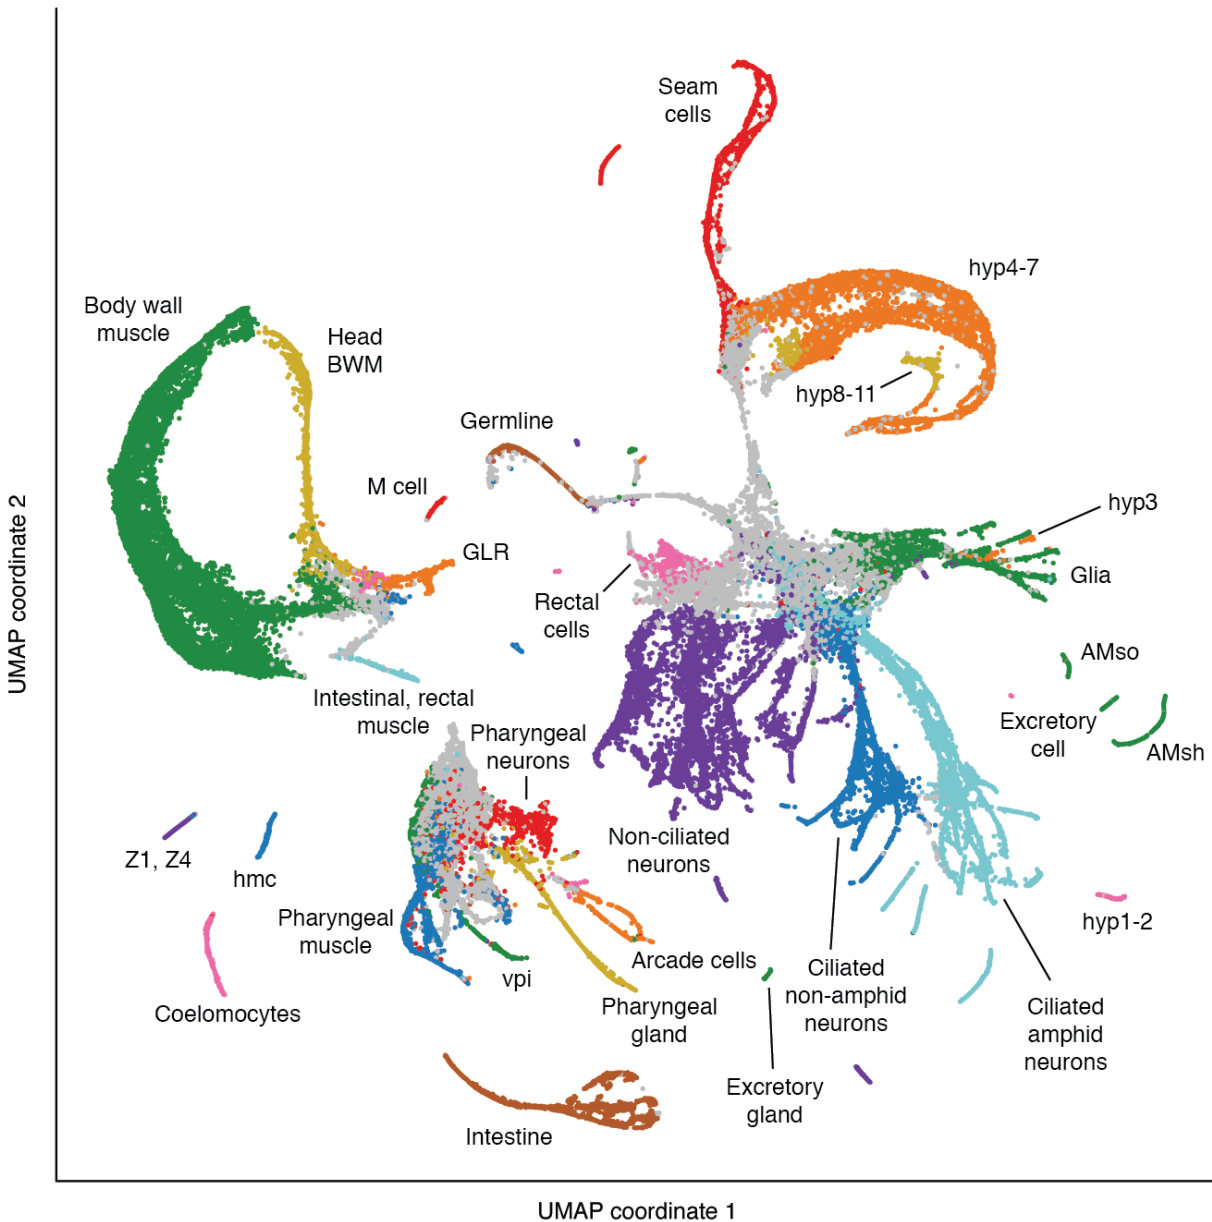 Seam
cells
hyp4-7
Body wall
muscle
Head
BWM
hyp8-11
Germline
M cell
hyp3
GLR
Glia
Rectal
cells
AMso
Intestinal, rectal
muscle
Excretory
cell
AMsh
Pharyngeal
neurons
Non-ciliated
neurons
Z1, Z4
hmc
Pharyngeal
muscle
hyp1-2
vpi
Arcade cells
Ciliated
non-amphid
neurons
Coelomocytes
Pharyngeal
gland
Ciliated
amphid
neurons
Excretory
gland
Intestine
UMAP coordinate 2
UMAP coordinate 1